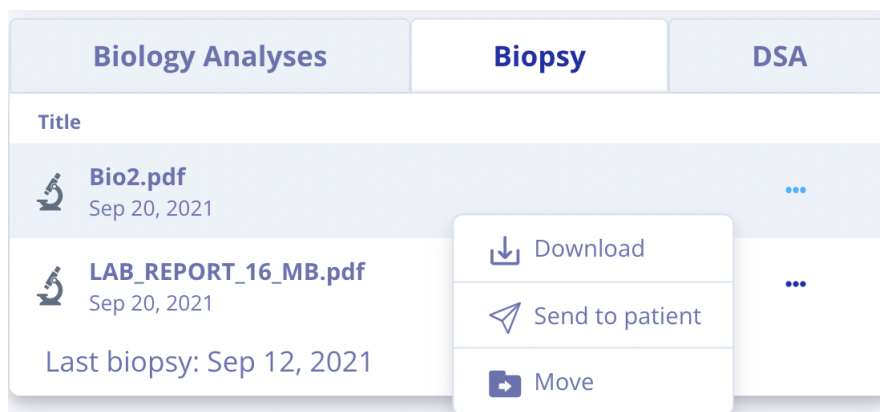 Biology Analyses
Biopsy
DSA
Title
Bio2.pdf
Sep 20, 2021
LAB_REPORT_16_MB.pdf
Sep 20, 2021
Last biopsy: Sep 12, 2021
Download
Send to patient
Move